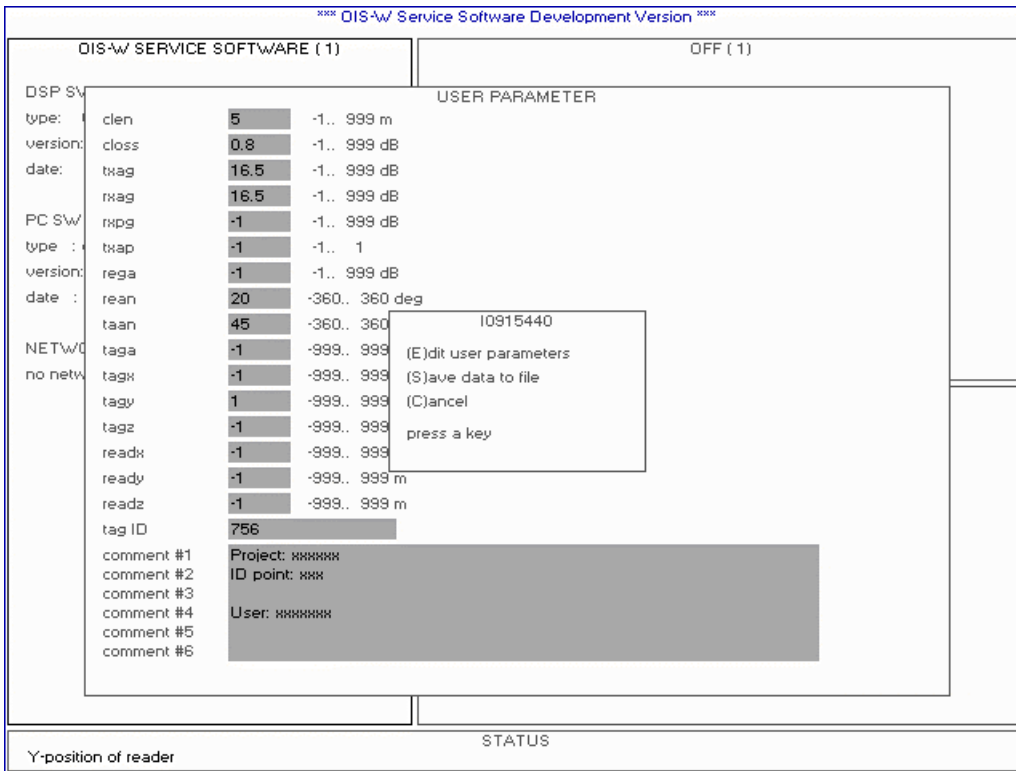 *** OIS-W Service Software Development Version ***
OIS-W SERVICE SOFTWARE ( 1 )
OFF ( 1 )
DSP
type:
version:
date:
PC SW
type :
version:
date :
no
USER PARAMETER
clen 5 -1.. 999 m
closs 0.8 -1.. 999 dB
txag 16.5 -1.. 999 dB
rxag 16.5 -1.. 999 dB
rxpg -1 -1.. 999 dB
txap -1 -1.. 1
rega -1 -1.. 999 dB
rean 20 -360.. 360 deg
taan 45 -360.. 360
taga -1 -999.. 999
tagx -1 -999.. 999
tagy 1 -999.. 999
tagz -1 -999.. 999
readx -1 -999.. 999
ready -1 -999.. 999 m
readz -1 -999.. 999 m
tag ID 756
comment #1 Project: xxxxxx
comment #2 ID point: xxx
comment #3
comment #4 User: xxxxxxx
comment #5
comment #6
I0915440
(E)dit user parameters
(S)ave data to file
(C)ancel
press a key
STATUS
Y-position of reader